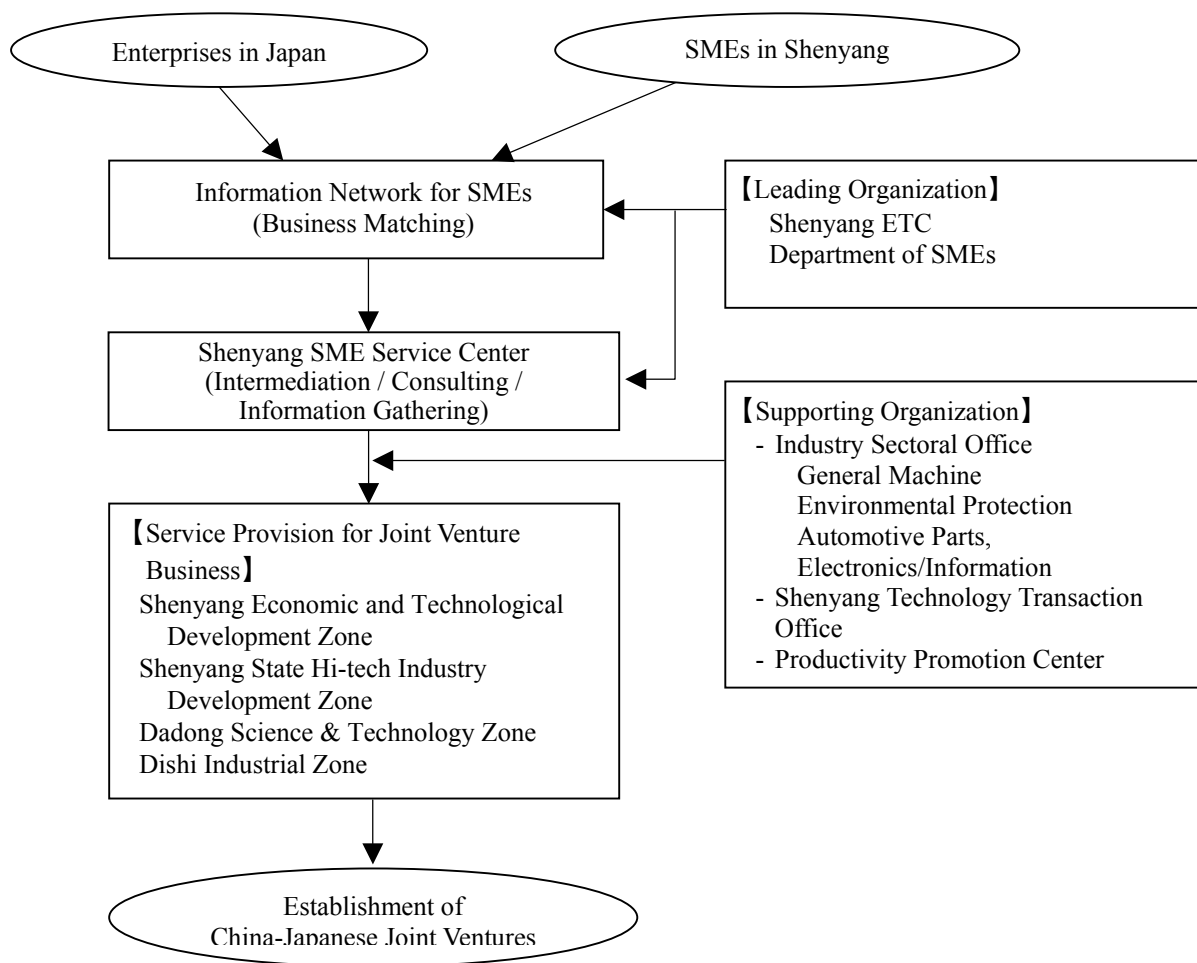 Enterprises in Japan
SMEs in Shenyang
Information Network for SMEs
(Business Matching)
【Leading Organization】
Shenyang ETC
Department of SMEs
Shenyang SME Service Center
(Intermediation / Consulting /
Information Gathering)
【Supporting Organization】
- Industry Sectoral Office
General Machine
Environmental Protection
Automotive Parts,
Electronics/Information
- Shenyang Technology Transaction
Office
- Productivity Promotion Center
【Service Provision for Joint Venture
Business】
Shenyang Economic and Technological
Development Zone
Shenyang State Hi-tech Industry
Development Zone
Dadong Science & Technology Zone
Dishi Industrial Zone
Establishment of
China-Japanese Joint Ventures